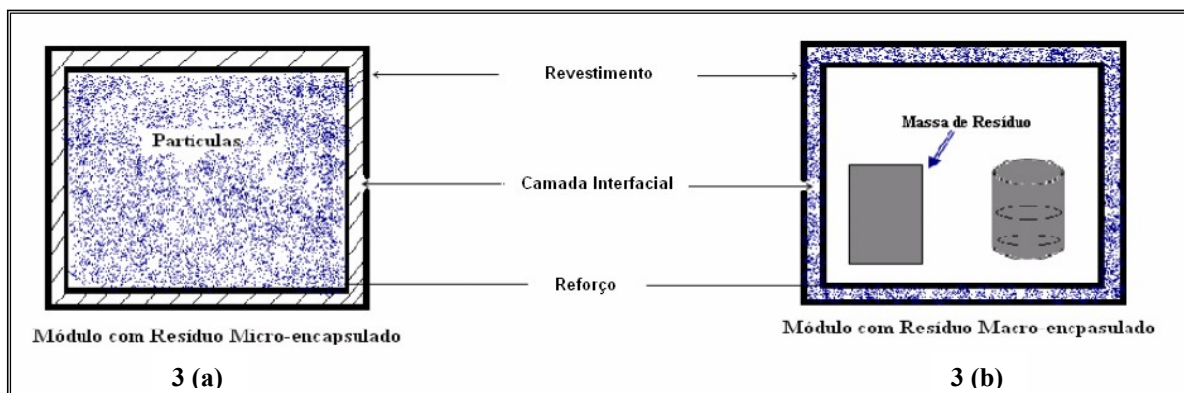 Revestimento
Massa de Resíduo
Partículas
Camada Interfacial
Reforço
Módulo com Resíduo Micro-encapsulado
Módulo com Resíduo Macro-encpasulado
3 (a)
3 (b)